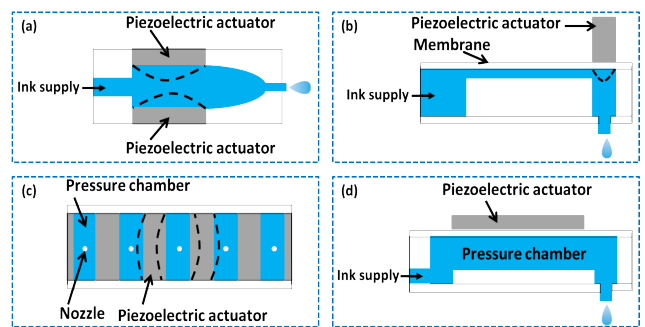 (a)
Piezoelectric actuator
Ink supply
Piezoelectric actuator
(b)
Piezoelectric actuator
Membrane
Ink supply
(c)
Pressure chamber
Nozzle
Piezoelectric actuator
(d)
Piezoelectric actuator
Pressure chamber
Ink supply